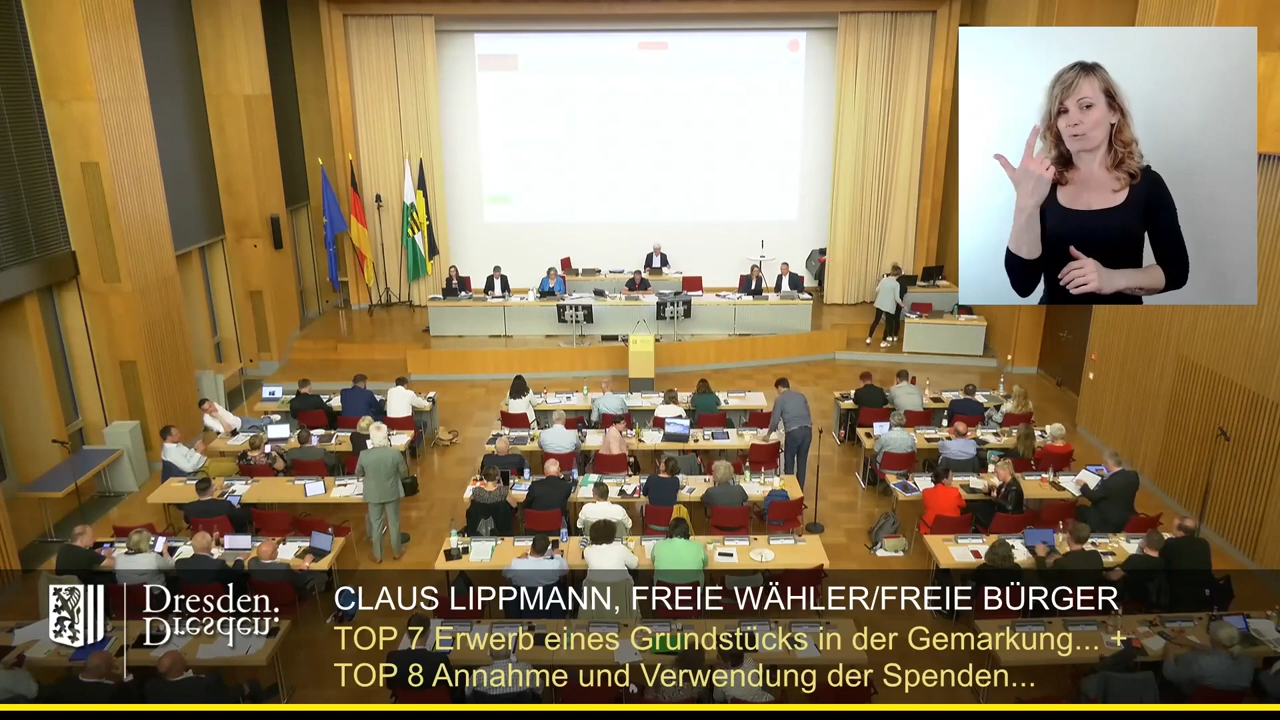 Dresden.
Dresden.
CLAUS LIPPMANN, FREIE WÄHLER/FREIE BÜRGER
TOP 7 Erwerb eines Grundstücks in der Gemarkung... +
TOP 8 Annahme und Verwendung der Spenden...